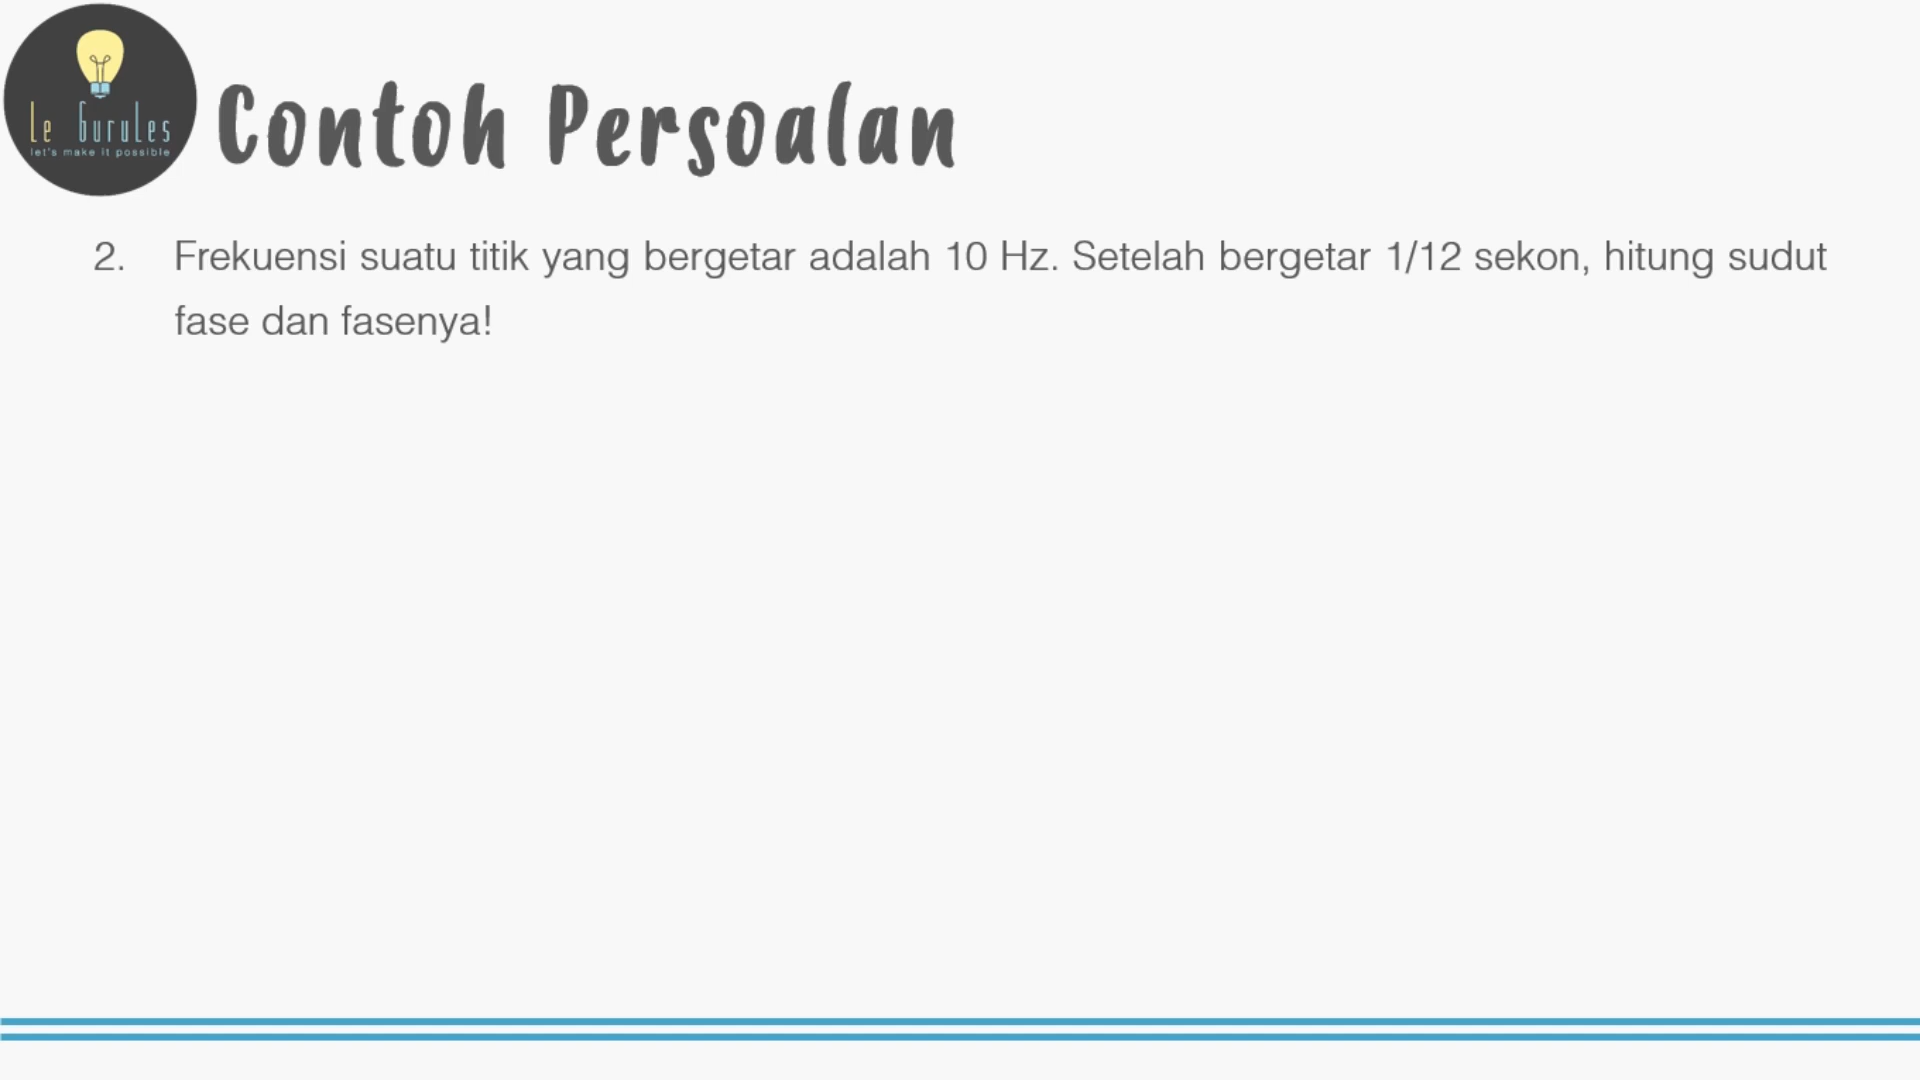 Le Gurules
let's make it possible
Contoh Persoalan
2. Frekuensi suatu titik yang bergetar adalah 10 Hz. Setelah bergetar 1/12 sekon, hitung sudut
fase dan fasenya!